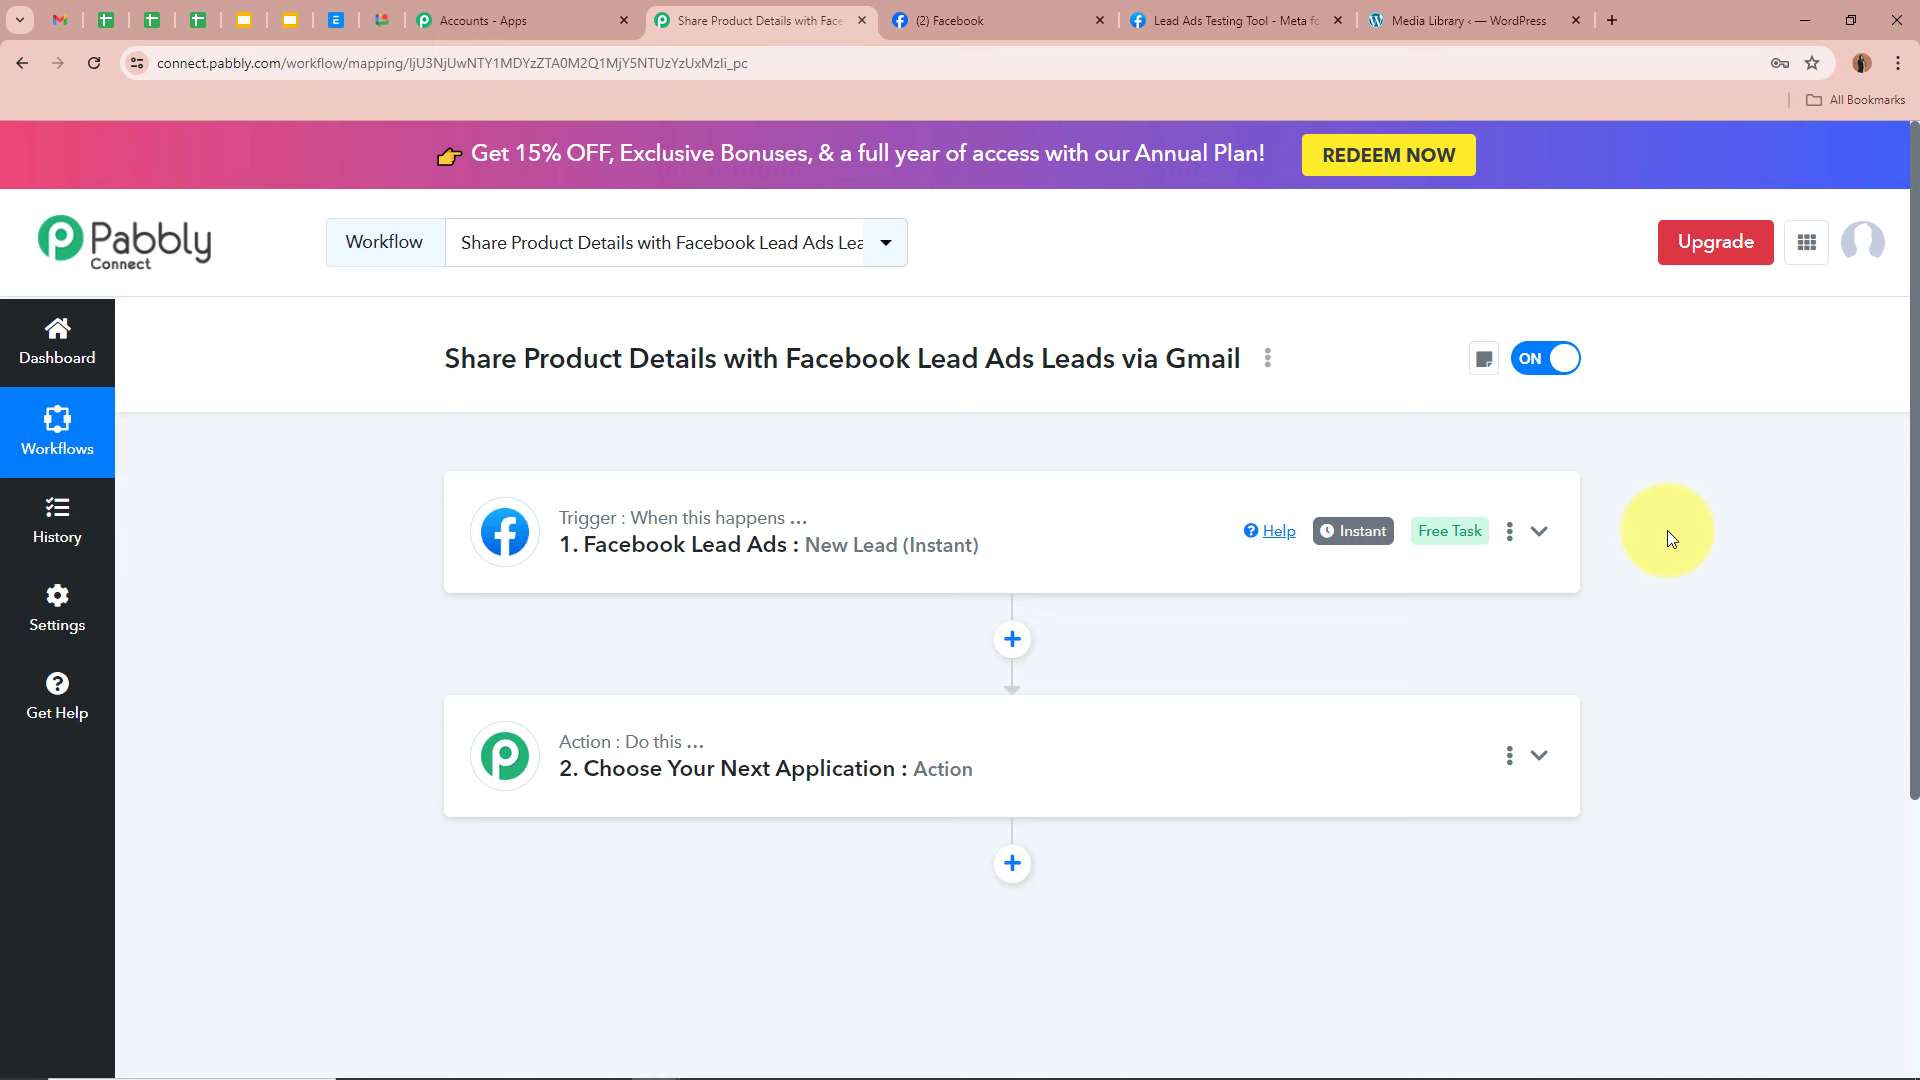 Accounts - Apps
Share Product Details with Face
(2) Facebook
Lead Ads Testing Tool - Meta fo
Media Library ‹ — WordPress
connect.pabbly.com/workflow/mapping/IjU3NjUwNTY1MDYzZTA0M2Q1MjY5NTUzYzUxMzIi_pc
All Bookmarks
👉 Get 15% OFF, Exclusive Bonuses, & a full year of access with our Annual Plan!
REDEEM NOW
Pabbly
Connect
Workflow
Share Product Details with Facebook Lead Ads Lea
Upgrade
Dashboard
Workflows
History
Settings
Get Help
Share Product Details with Facebook Lead Ads Leads via Gmail
ON
Trigger : When this happens ...
1. Facebook Lead Ads : New Lead (Instant)
Help
Instant
Free Task
Action : Do this ...
2. Choose Your Next Application : Action